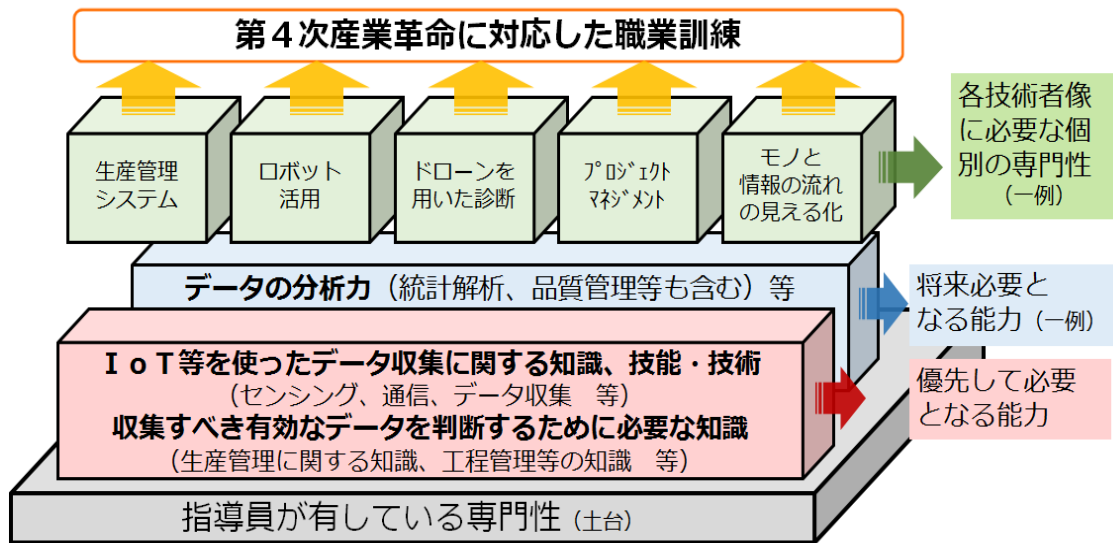 第４次産業革命に対応した職業訓練
生産管理
システム
ロボット
活用
ドローンを
用いた診断
ﾌﾟﾛｼﾞｪｸﾄ
ﾏﾈｼﾞﾒﾝﾄ
モノと
情報の流れ
の見える化
各技術者像
に必要な個
別の専門性
（一例）
データの分析力（統計解析、品質管理等も含む）等
将来必要と
なる能力（一例）
ＩｏＴ等を使ったデータ収集に関する知識、技能・技術
（センシング、通信、データ収集　等）
収集すべき有効なデータを判断するために必要な知識
（生産管理に関する知識、工程管理等の知識　等）
優先して必要
となる能力
指導員が有している専門性（土台）